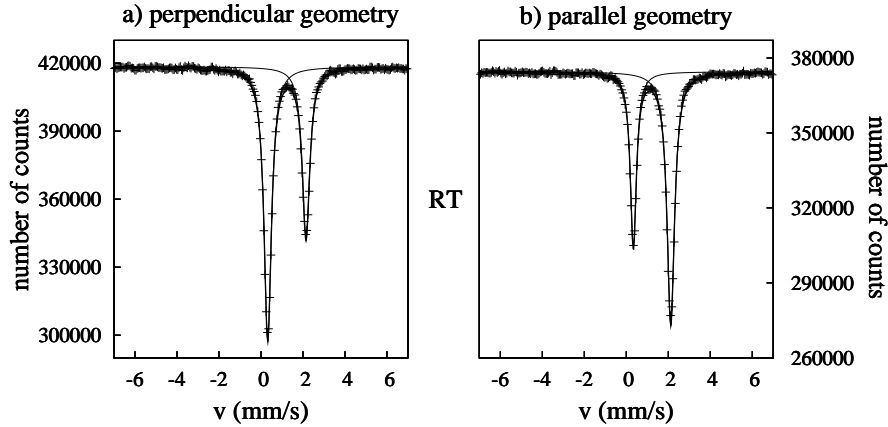 a) perpendicular geometry
b) parallel geometry
420000
390000
360000
330000
300000
number of counts
-6 -4 -2 0 2 4 6
v (mm/s)
RT
380000
350000
320000
290000
260000
number of counts
-6 -4 -2 0 2 4 6
v (mm/s)